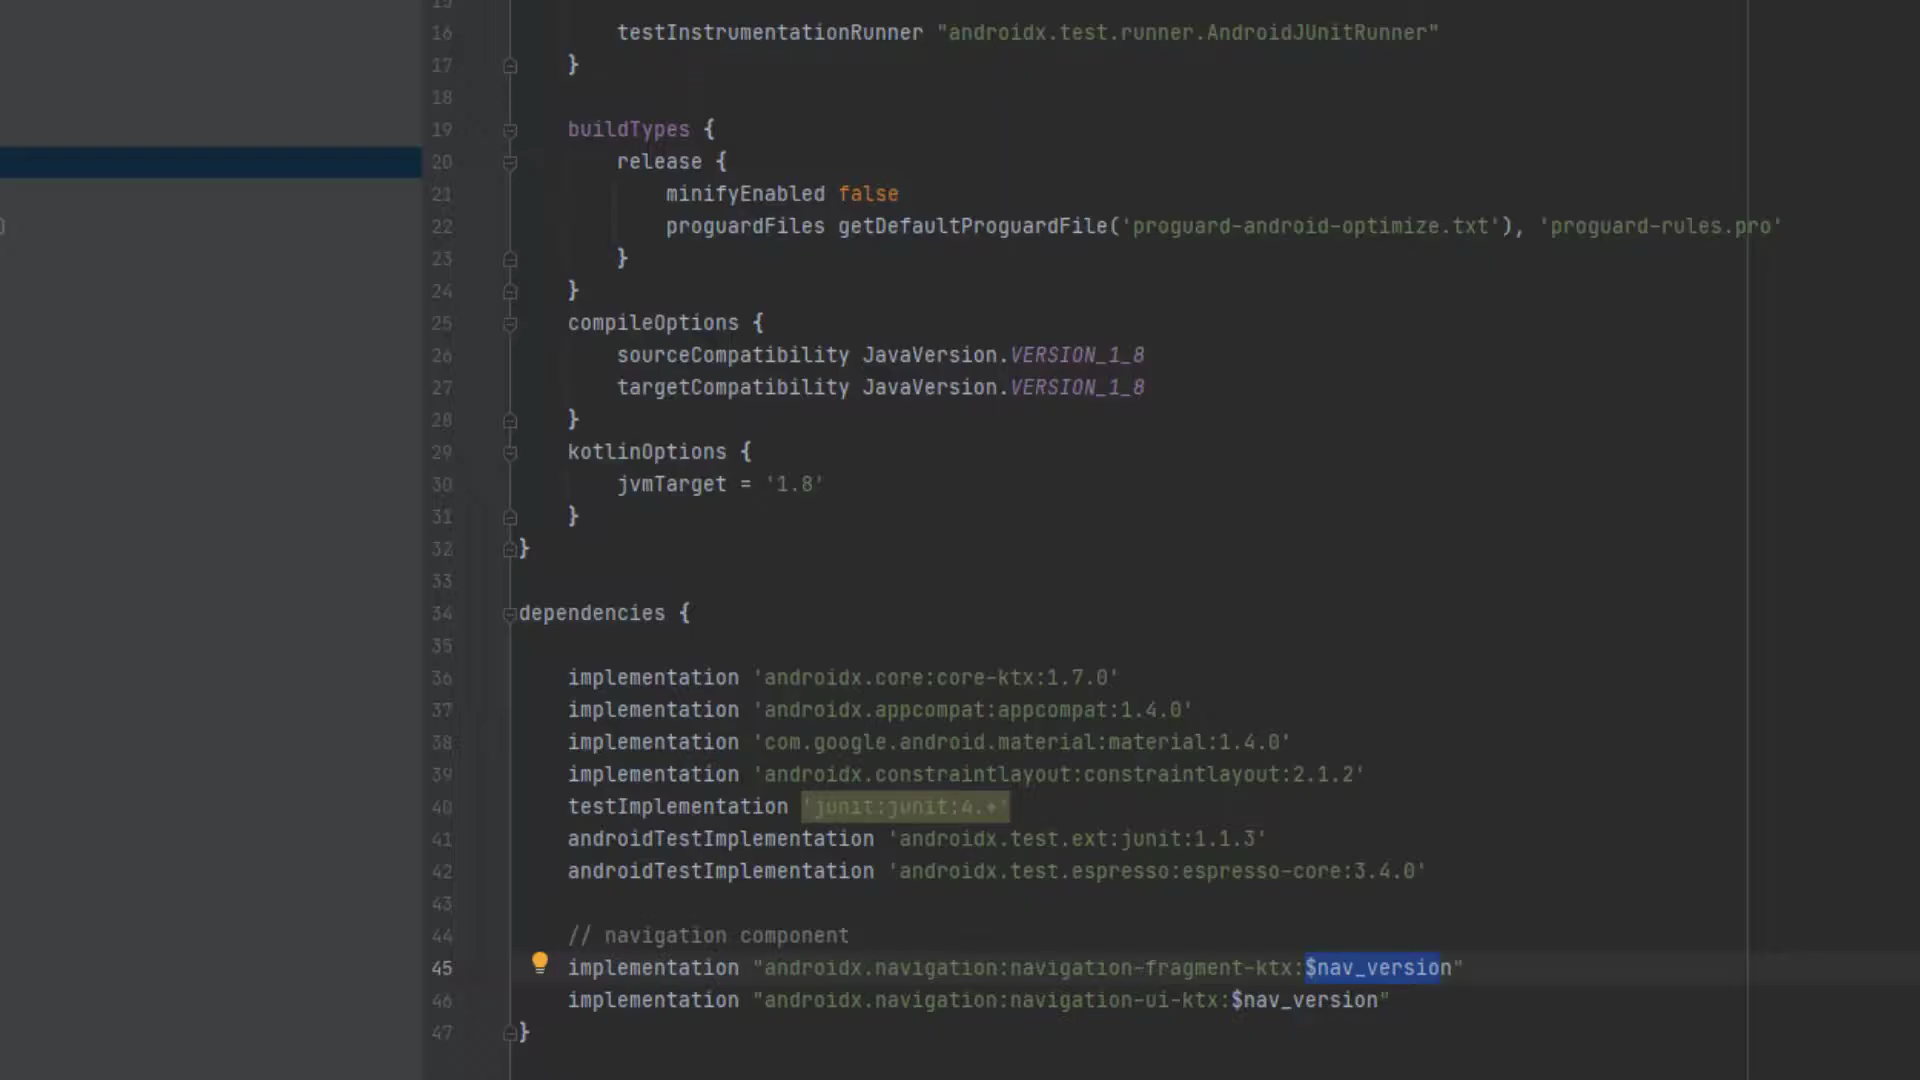 15
16 testInstrumentationRunner "androidx.test.runner.AndroidJUnitRunner"
17 }
18
19 buildTypes {
20 release {
21 minifyEnabled false
22 proguardFiles getDefaultProguardFile('proguard-android-optimize.txt'), 'proguard-rules.pro'
23 }
24 }
25 compileOptions {
26 sourceCompatibility JavaVersion.VERSION_1_8
27 targetCompatibility JavaVersion.VERSION_1_8
28 }
29 kotlinOptions {
30 jvmTarget = '1.8'
31 }
32 }
33
34 dependencies {
35
36 implementation 'androidx.core:core-ktx:1.7.0'
37 implementation 'androidx.appcompat:appcompat:1.4.0'
38 implementation 'com.google.android.material:material:1.4.0'
39 implementation 'androidx.constraintlayout:constraintlayout:2.1.2'
40 testImplementation 'junit:junit:4.+'
41 androidTestImplementation 'androidx.test.ext:junit:1.1.3'
42 androidTestImplementation 'androidx.test.espresso:espresso-core:3.4.0'
43
44 // navigation component
45 implementation "androidx.navigation:navigation-fragment-ktx:$nav_version"
46 implementation "androidx.navigation:navigation-ui-ktx:$nav_version"
47 }